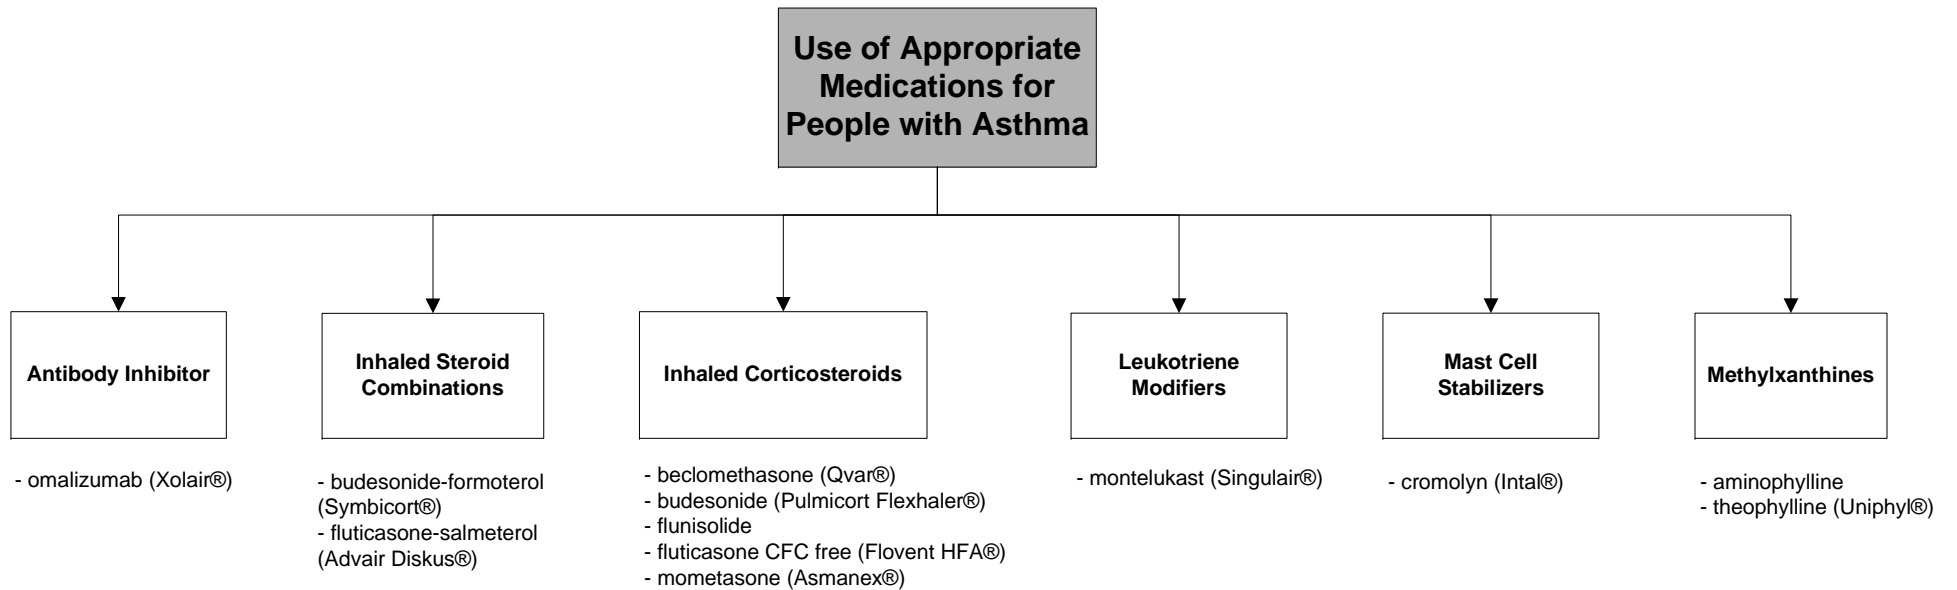 Use of Appropriate
Medications for
People with Asthma
Antibody Inhibitor
Inhaled Steroid
Combinations
Inhaled Corticosteroids
Leukotriene
Modifiers
Mast Cell
Stabilizers
Methylxanthines
- omalizumab (Xolair®)
- budesonide-formoterol
(Symbicort®)
- fluticasone-salmeterol
(Advair Diskus®)
- beclomethasone (Qvar®)
- budesonide (Pulmicort Flexhaler®)
- flunisolide
- fluticasone CFC free (Flovent HFA®)
- mometasone (Asmanex®)
- montelukast (Singulair®)
- cromolyn (Intal®)
- aminophylline
- theophylline (Uniphyl®)